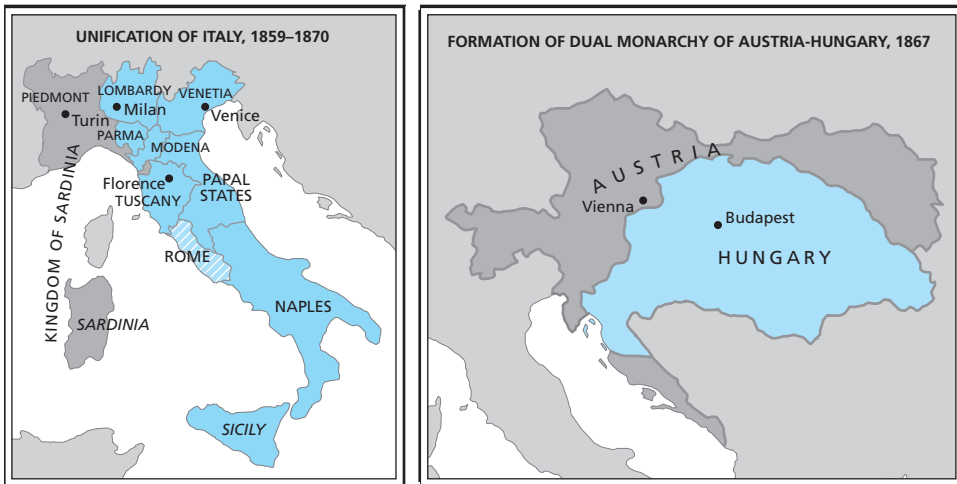 UNIFICATION OF ITALY, 1859–1870
PIEDMONT
LOMBARDY
VENETIA
Milan
Turin
Venice
PARMA
MODENA
KINGDOM OF SARDINIA
Florence
TUSCANY
PAPAL
STATES
ROME
NAPLES
SARDINIA
SICILY
FORMATION OF DUAL MONARCHY OF AUSTRIA-HUNGARY, 1867
AUSTRIA
Vienna
Budapest
HUNGARY